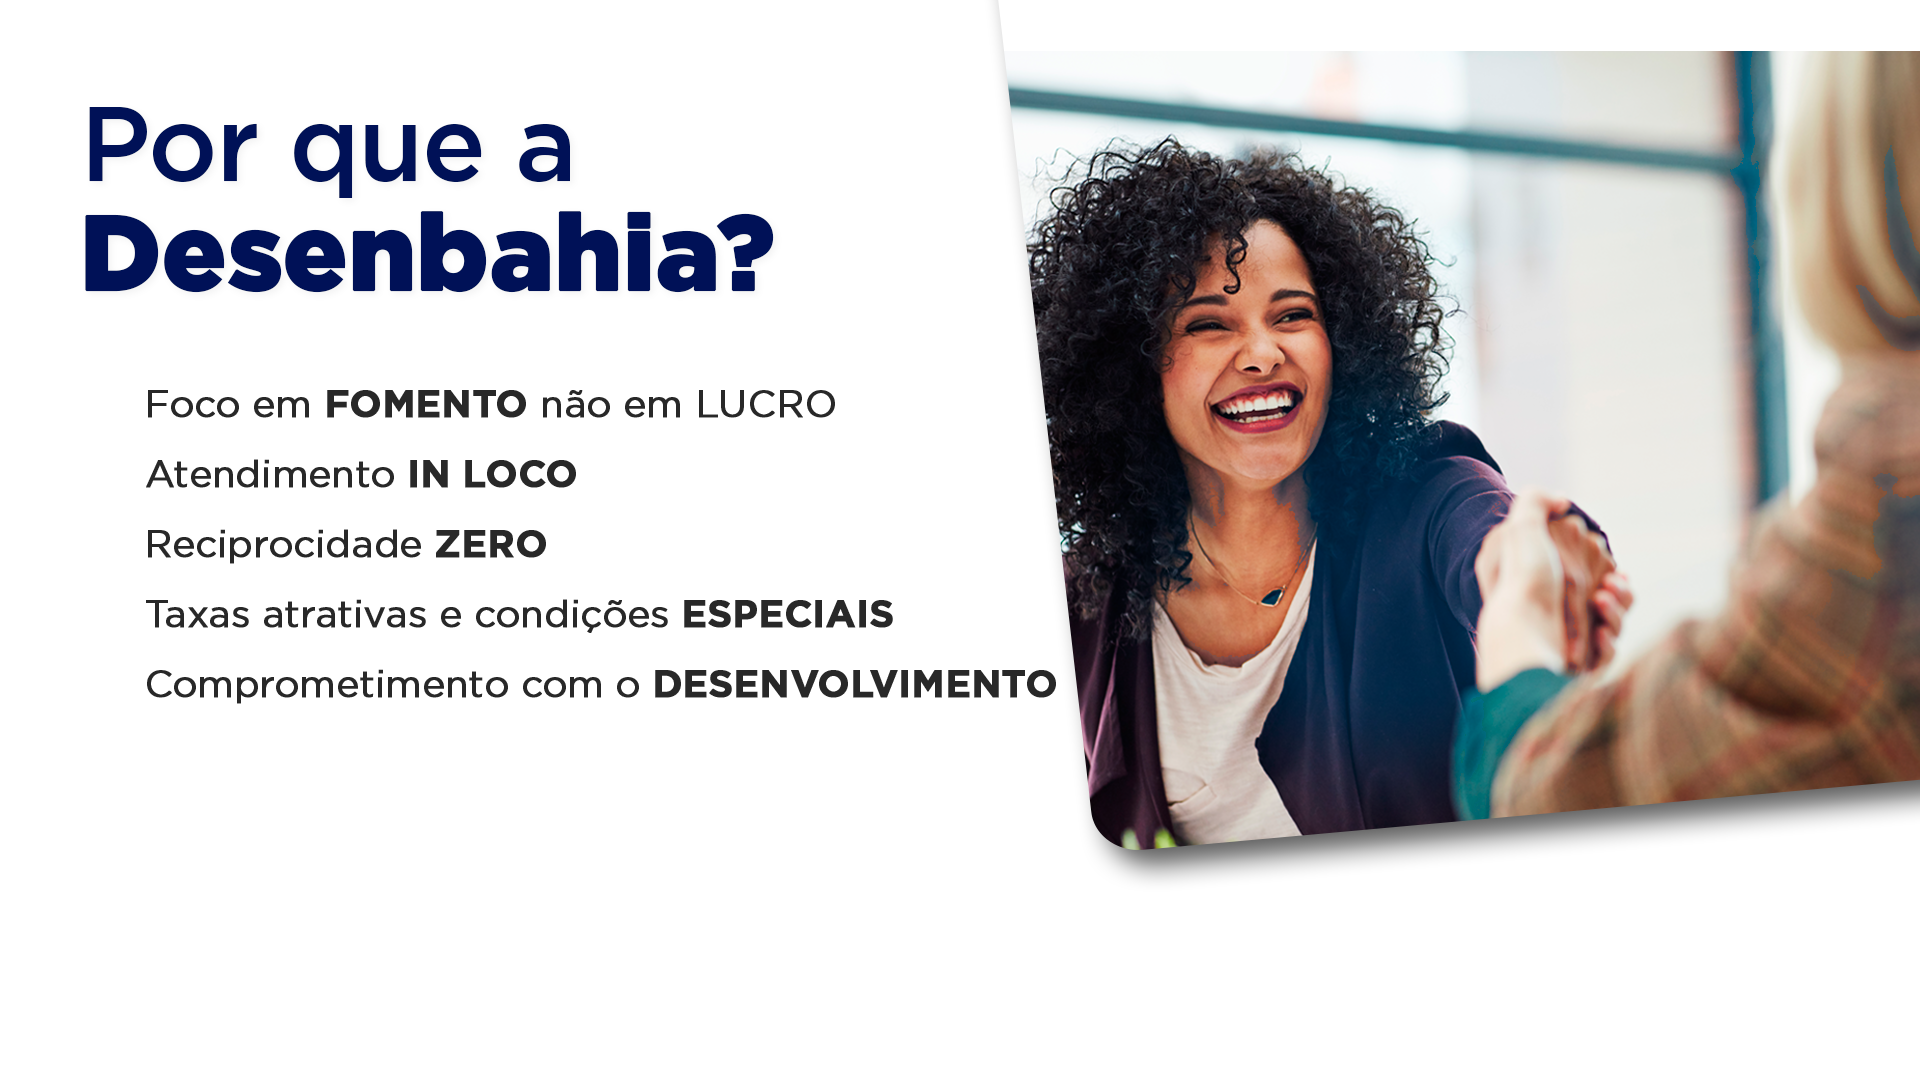 Por que a
Desenbahia?
Foco em FOMENTO não em LUCRO
Atendimento IN LOCO
Reciprocidade ZERO
Taxas atrativas e condições ESPECIAIS
Comprometimento com o DESENVOLVIMENTO